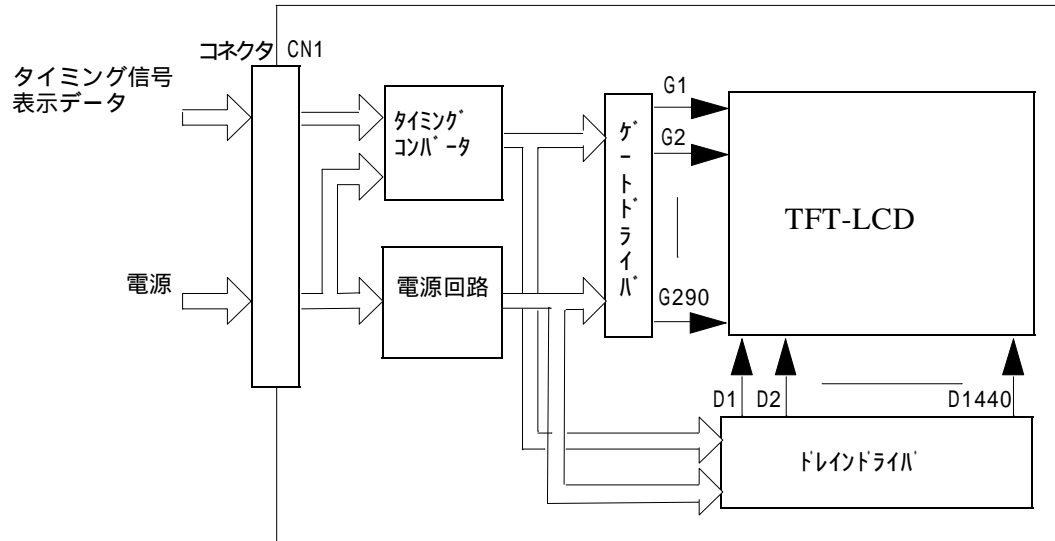 コネクタ CN1
タイミング信号
表示データ
電源
ﾀｲﾐﾝｸﾞ
ｺﾝﾊﾞｰﾀ
電源回路
ｹﾞｰﾄﾄﾞﾗｲﾊﾞ
G1
G2
G290
TFT-LCD
D1
D2
D1440
ﾄﾞﾚｲﾝﾄﾞﾗｲﾊﾞ